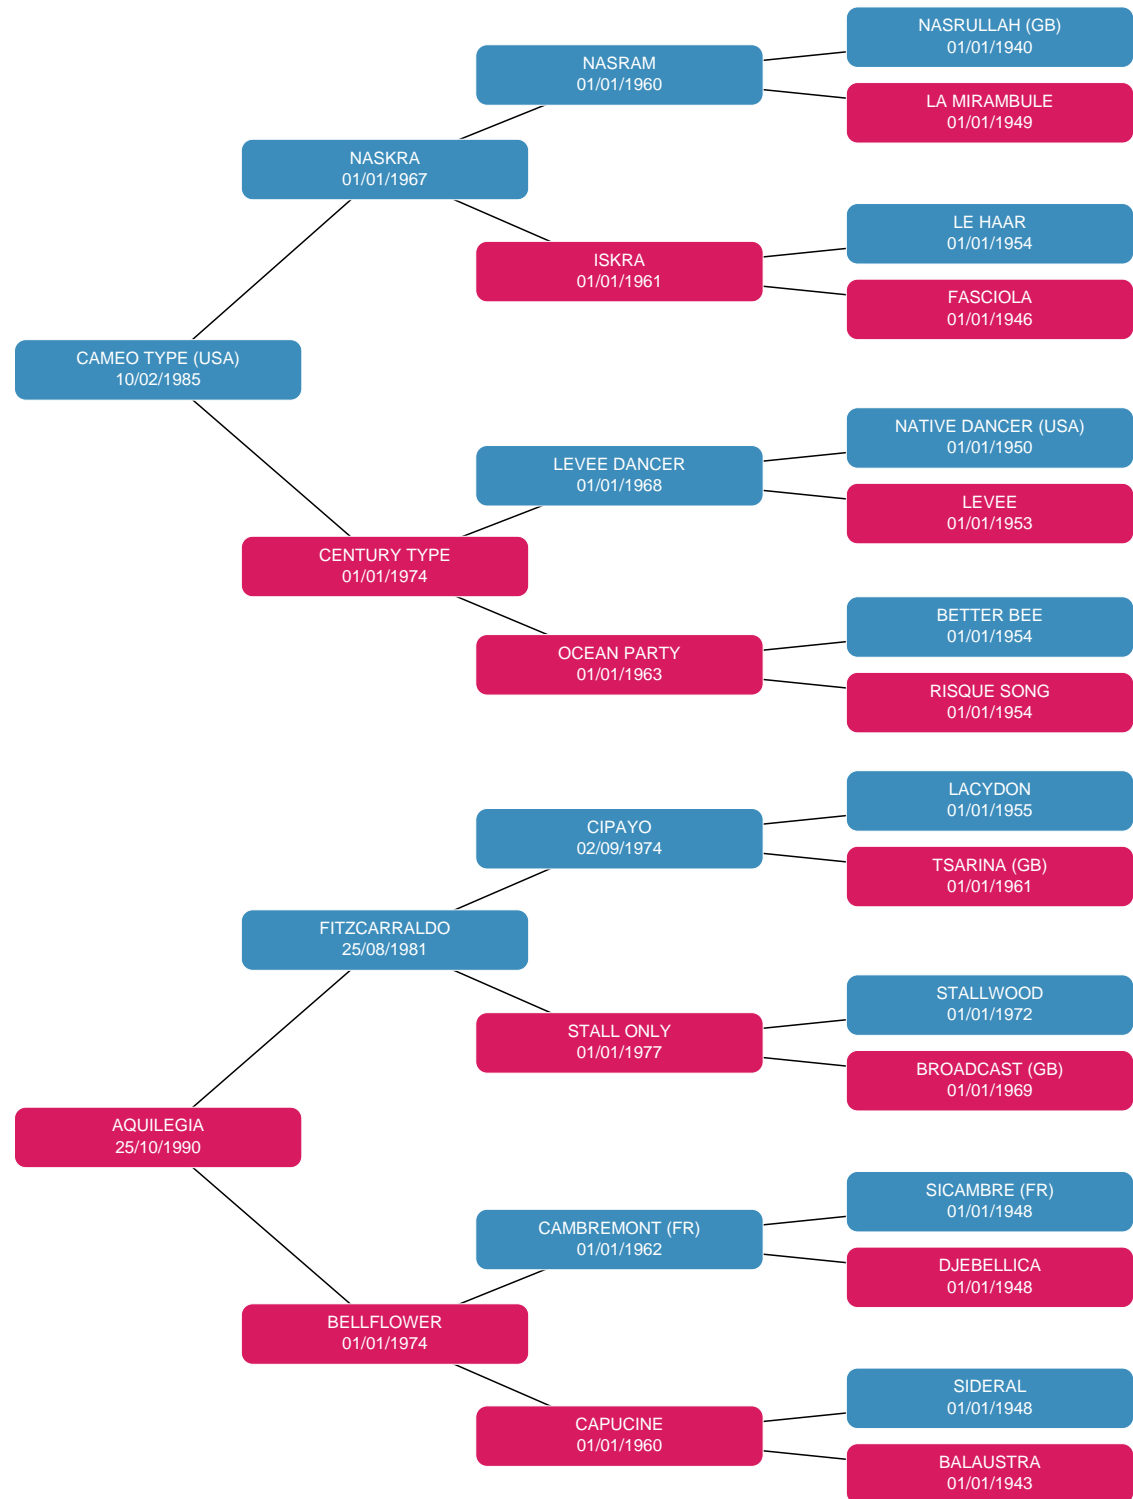 NASRULLAH (GB)
01/01/1940
NASRAM
01/01/1960
LA MIRAMBULE
01/01/1949
NASKRA
01/01/1967
LE HAAR
01/01/1954
ISKRA
01/01/1961
FASCIOLA
01/01/1946
CAMEO TYPE (USA)
10/02/1985
NATIVE DANCER (USA)
01/01/1950
LEVEE DANCER
01/01/1968
LEVEE
01/01/1953
CENTURY TYPE
01/01/1974
BETTER BEE
01/01/1954
OCEAN PARTY
01/01/1963
RISQUE SONG
01/01/1954
LACYDON
01/01/1955
CIPAYO
02/09/1974
TSARINA (GB)
01/01/1961
FITZCARRALDO
25/08/1981
STALLWOOD
01/01/1972
STALL ONLY
01/01/1977
BROADCAST (GB)
01/01/1969
AQUILEGIA
25/10/1990
SICAMBRE (FR)
01/01/1948
CAMBREMONT (FR)
01/01/1962
DJEBELLICA
01/01/1948
BELLFLOWER
01/01/1974
SIDERAL
01/01/1948
CAPUCINE
01/01/1960
BALAUSTRA
01/01/1943